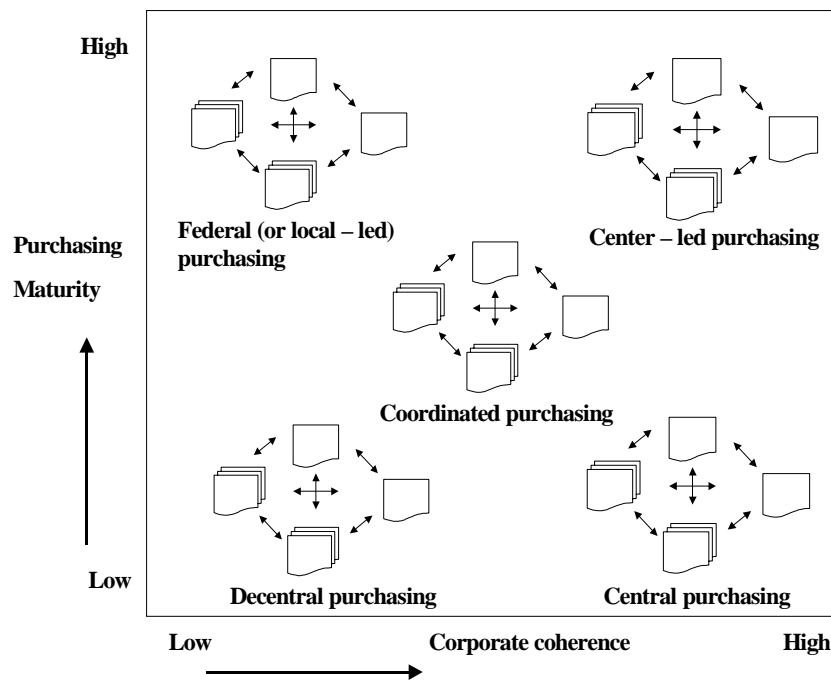 High
Federal (or local – led)
purchasing
Center – led purchasing
Purchasing
Maturity
Coordinated purchasing
Low
Decentral purchasing
Central purchasing
Low
Corporate coherence
High